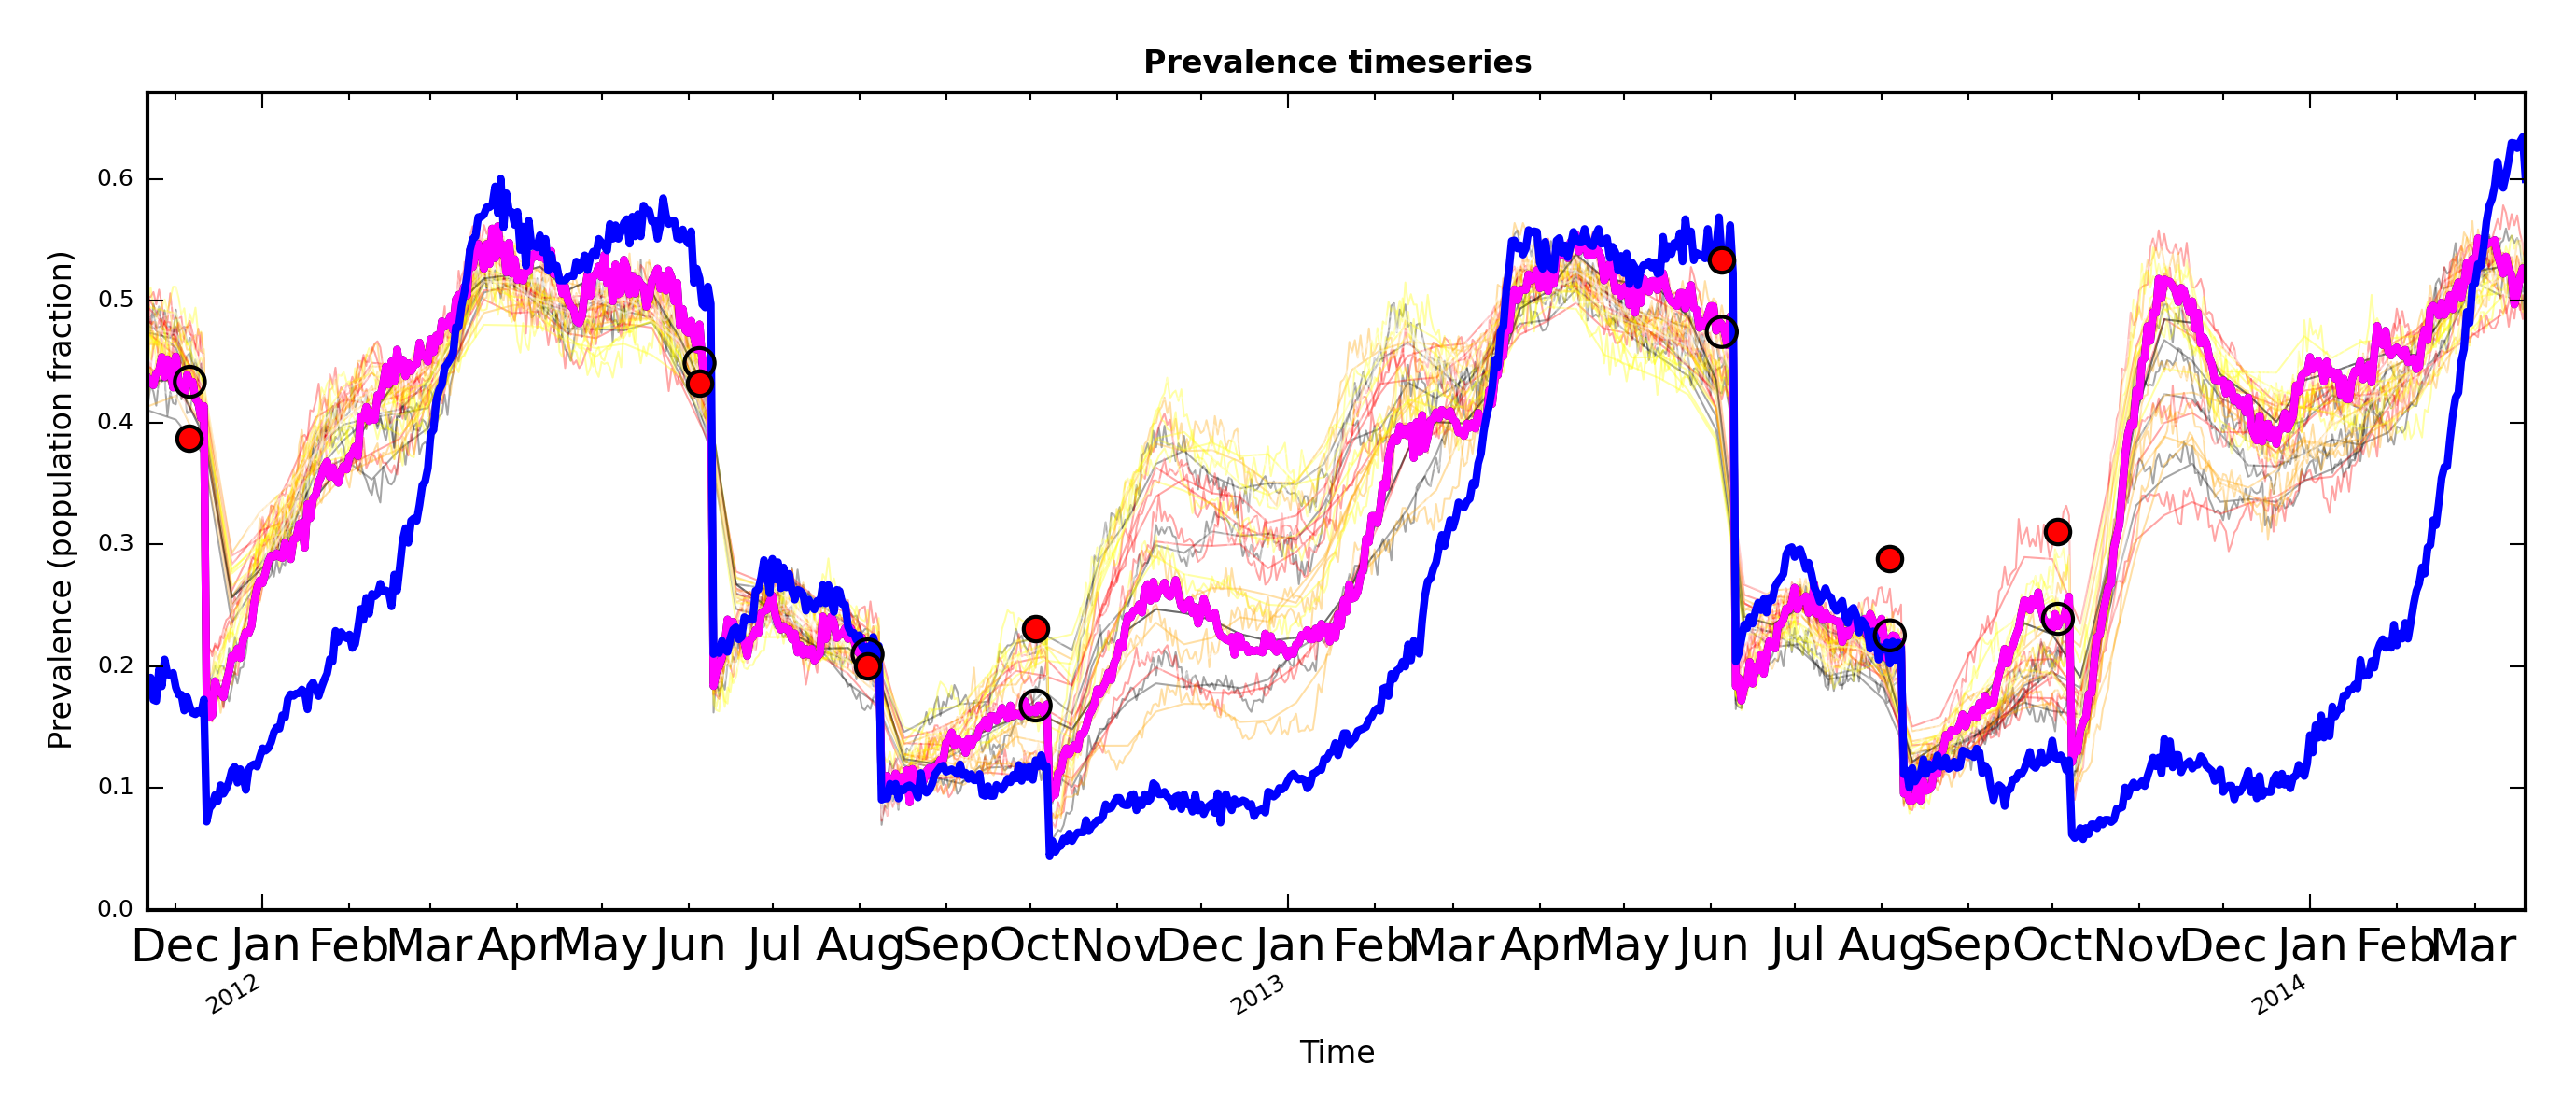 Prevalence timeseries
Prevalence (population fraction)
0.6
0.5
0.4
0.3
0.2
0.1
0.0
Dec Jan Feb Mar Apr May Jun Jul Aug Sep Oct Nov Dec Jan Feb Mar Apr May Jun Jul Aug Sep Oct Nov Dec Jan Feb Mar
2012 2013 2014
Time